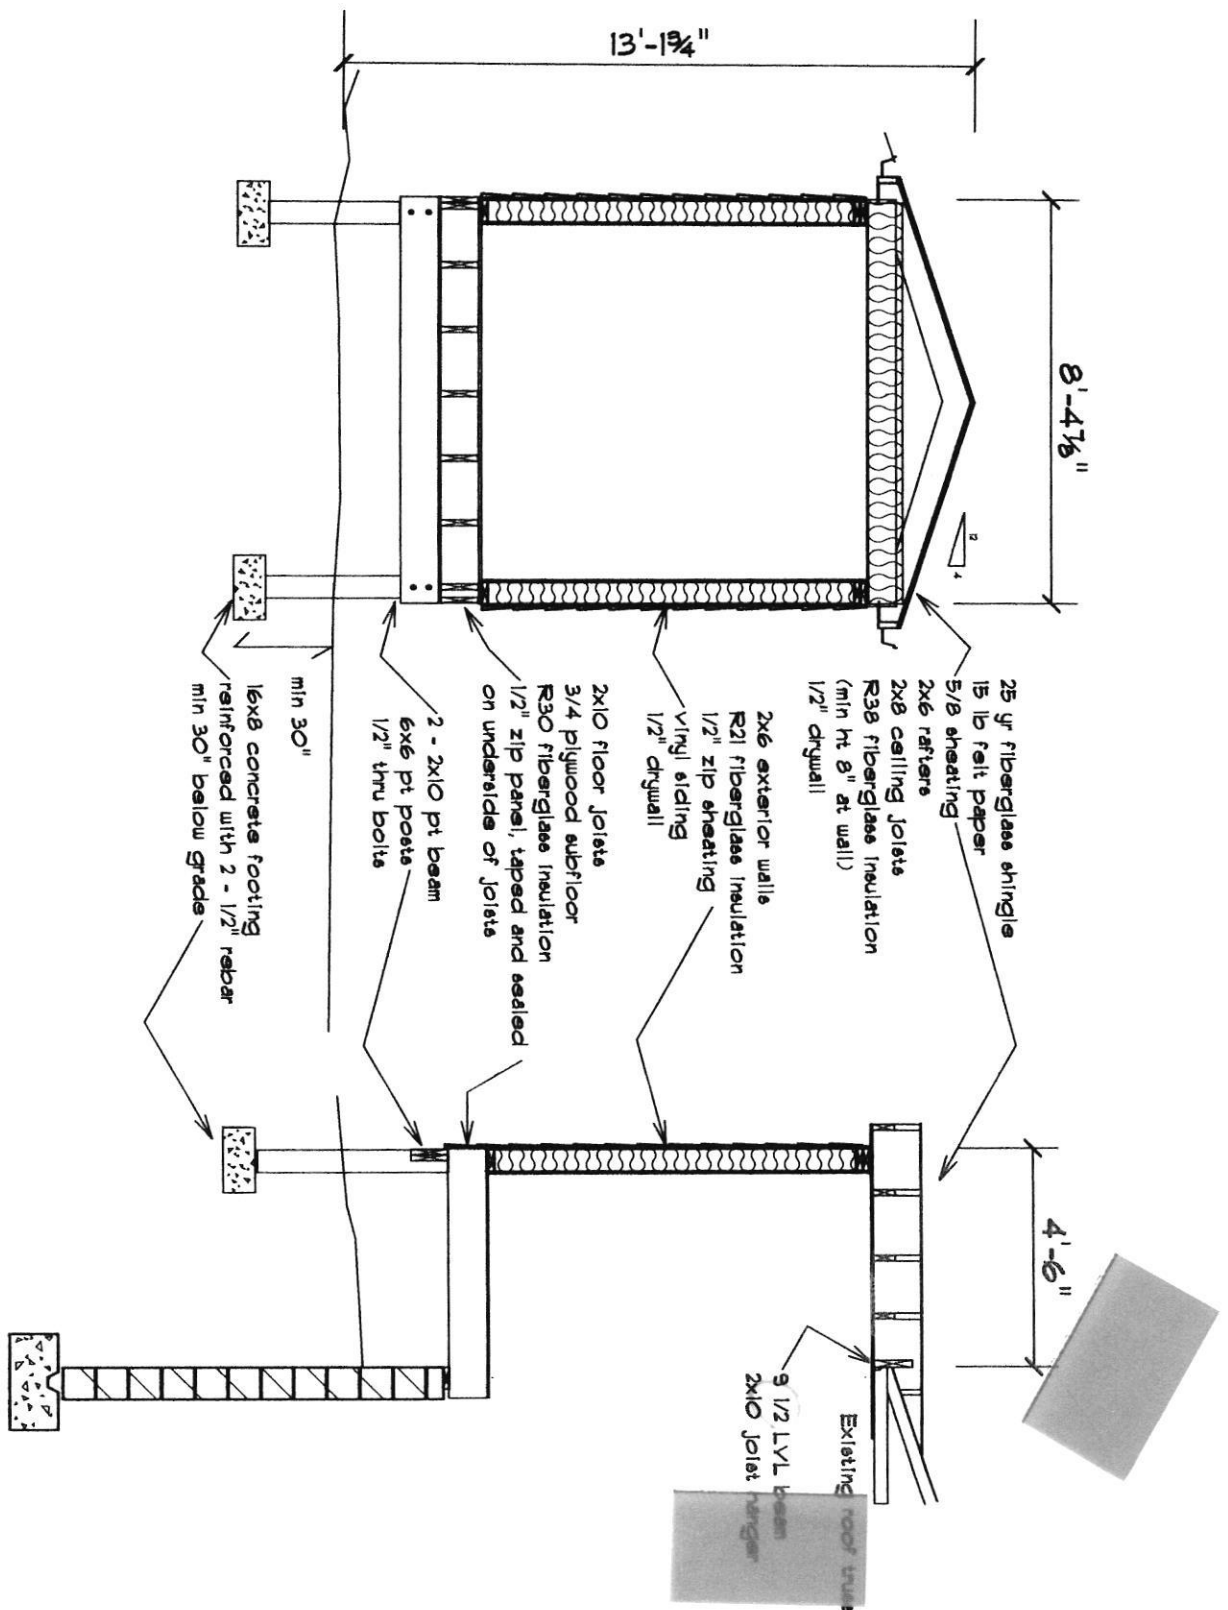 13'-1¾"
8'-4⅞"
12
4
25 yr fiberglass shingle
15 lb felt paper
5/8 sheating
2x6 rafters
2x8 ceiling joists
R38 fiberglass insulation
(min ht 8" at wall)
1/2" drywall
2x6 exterior walls
R21 fiberglass insulation
1/2" zip sheating
vinyl siding
1/2" drywall
2x10 floor joists
3/4 plywood subfloor
R30 fiberglass insulation
1/2" zip panel, taped and sealed
on underside of joists
2 - 2x10 pt beam
6x6 pt posts
1/2" thru bolts
min 30"
16x8 concrete footing
reinforced with 2 - 1/2" rebar
min 30" below grade
4'-6"
Existing roof truss
9 1/2 LVL beam
2x10 joist hanger